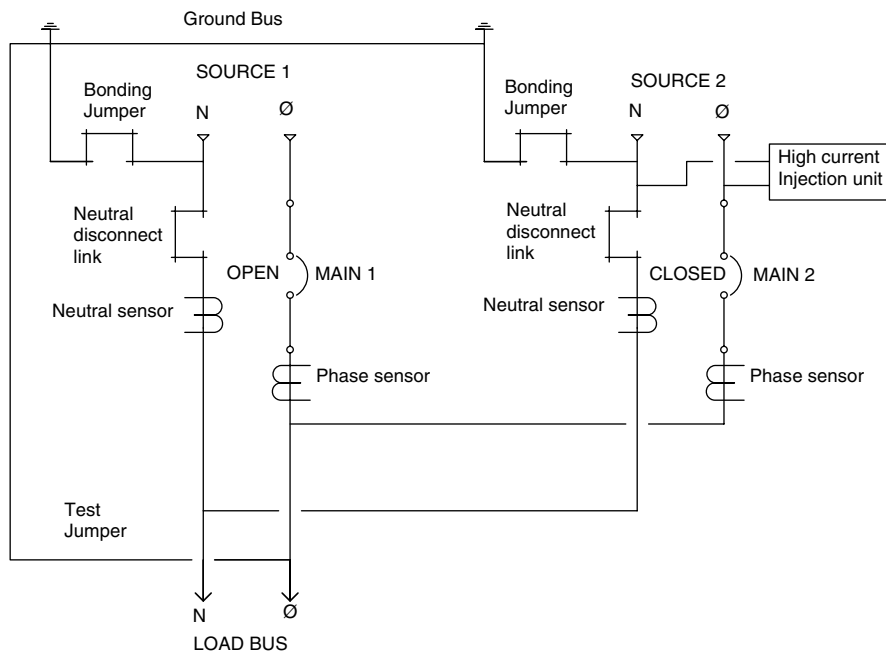 Ground Bus
SOURCE 1
Bonding
Jumper
N
Ø
Neutral
disconnect
link
OPEN
MAIN 1
Neutral sensor
Phase sensor
SOURCE 2
Bonding
Jumper
N
Ø
High current
Injection unit
Neutral
disconnect
link
CLOSED
MAIN 2
Neutral sensor
Phase sensor
Test
Jumper
N
Ø
LOAD BUS